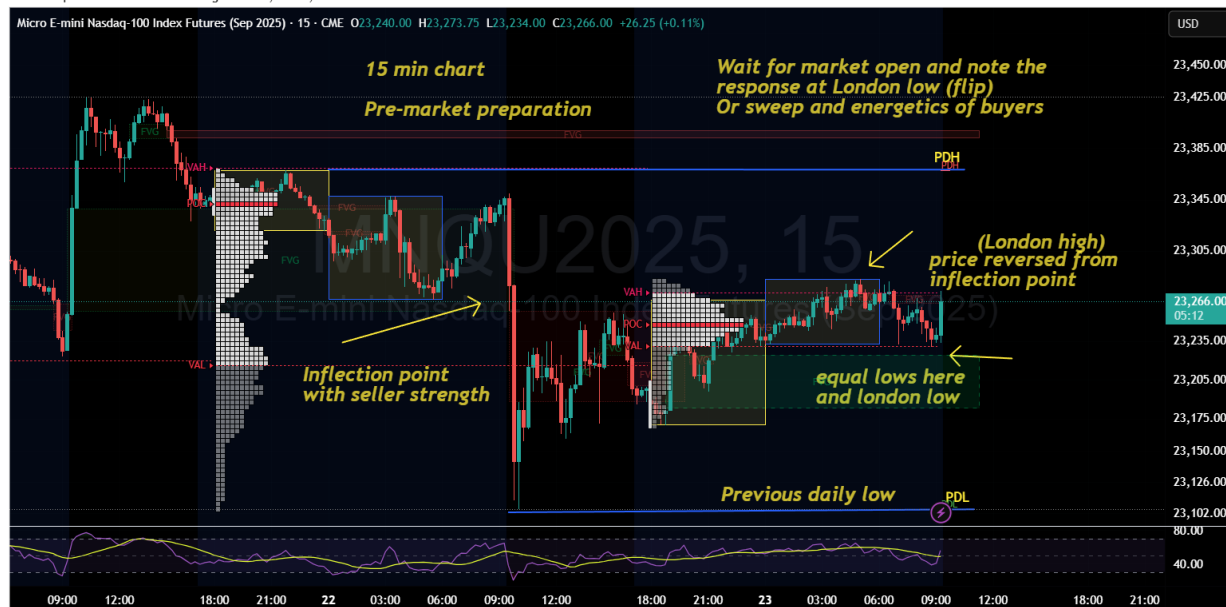 Micro E-mini Nasdaq-100 Index Futures (Sep 2025) · 15 · CME O23,240.00 H23,273.75 L23,234.00 C23,266.00 +26.25 (+0.11%)
USD
15 min chart
Pre-market preparation
Wait for market open and note the
response at London low (flip)
Or sweep and energetics of buyers
23,450.00
23,425.00
23,385.00
23,345.00
23,305.00
23,266.00
05:12
23,235.00
23,205.00
23,175.00
23,150.00
23,126.00
23,102.00
FVG
FVG
PDH
PDH
VAH
POC
VAL
FVG
FVG
FVG
MNQU2025, 15
(London high)
price reversed from
inflection point
VAH
POC
VAL
Inflection point
with seller strength
equal lows here
and london low
Previous daily low
PDL
80.00
40.00
09:00 12:00 18:00 21:00 22 03:00 06:00 09:00 12:00 18:00 21:00 23 03:00 06:00 09:00 12:00 18:00 21:00